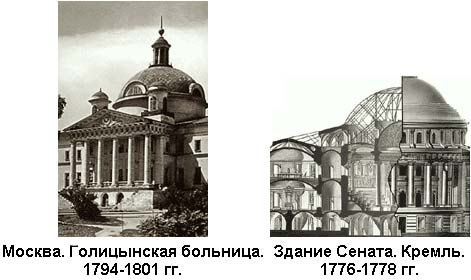 Москва. Голицынская больница. Здание Сената. Кремль.
1794-1801 гг. 1776-1778 гг.